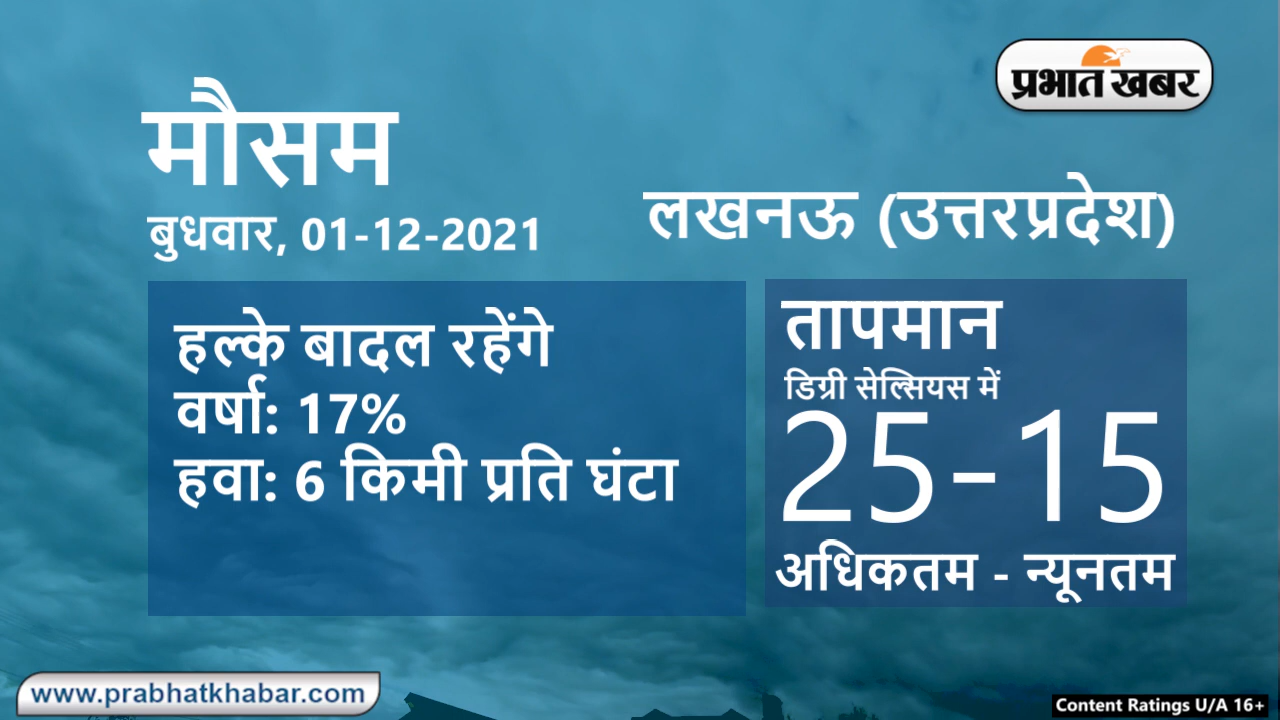 प्रभात खबर
मौसम
बुधवार, 01-12-2021
लखनऊ (उत्तरप्रदेश)
हल्के बादल रहेंगे
वर्षा: 17%
हवा: 6 किमी प्रति घंटा
तापमान
डिग्री सेल्सियस में
25-15
अधिकतम - न्यूनतम
www.prabhatkhabar.com
Content Ratings U/A 16+